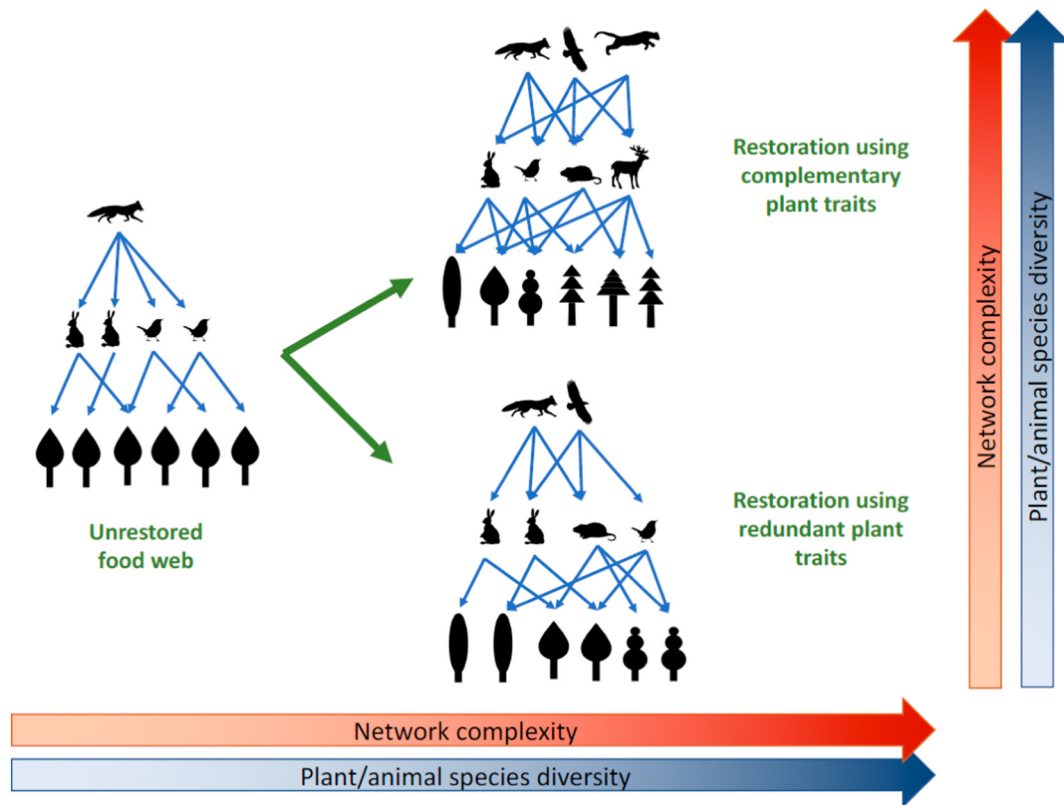 Restoration using
complementary
plant traits
Unrestored
food web
Restoration using
redundant plant
traits
Network complexity
Plant/animal species diversity
Network complexity
Plant/animal species diversity